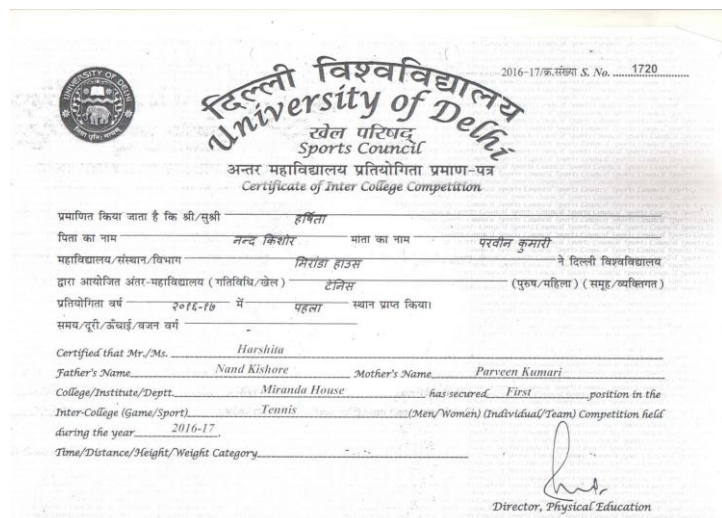 2016-17/क्र.संख्या S. No. ....1720............
दिल्ली विश्वविद्यालय
University of Delhi
खेल परिषद्
Sports Council
अन्तर महाविद्यालय प्रतियोगिता प्रमाण-पत्र
Certificate of Inter College Competition
UNIVERSITY OF DELHI
प्रमाणित किया जाता है कि श्री/सुश्री हर्षिता
पिता का नाम नन्द किशोर माता का नाम परवीन कुमारी
महाविद्यालय/संस्थान/विभाग मिरांडा हाउस ने दिल्ली विश्वविद्यालय
द्वारा आयोजित अंतर-महाविद्यालय (गतिविधि/खेल) टेनिस (पुरुष/महिला) (समूह/व्यक्तिगत)
प्रतियोगिता वर्ष २०१६-१७ में पहला स्थान प्राप्त किया।
समय/दूरी/ऊँचाई/वजन वर्ग
Certified that Mr./Ms. Harshita
Father's Name Nand Kishore Mother's Name Parveen Kumari
College/Institute/Deptt. Miranda House has secured First position in the
Inter-College (Game/Sport) Tennis (Men/Women) (Individual/Team) Competition held
during the year 2016-17.
Time/Distance/Height/Weight Category
Director, Physical Education